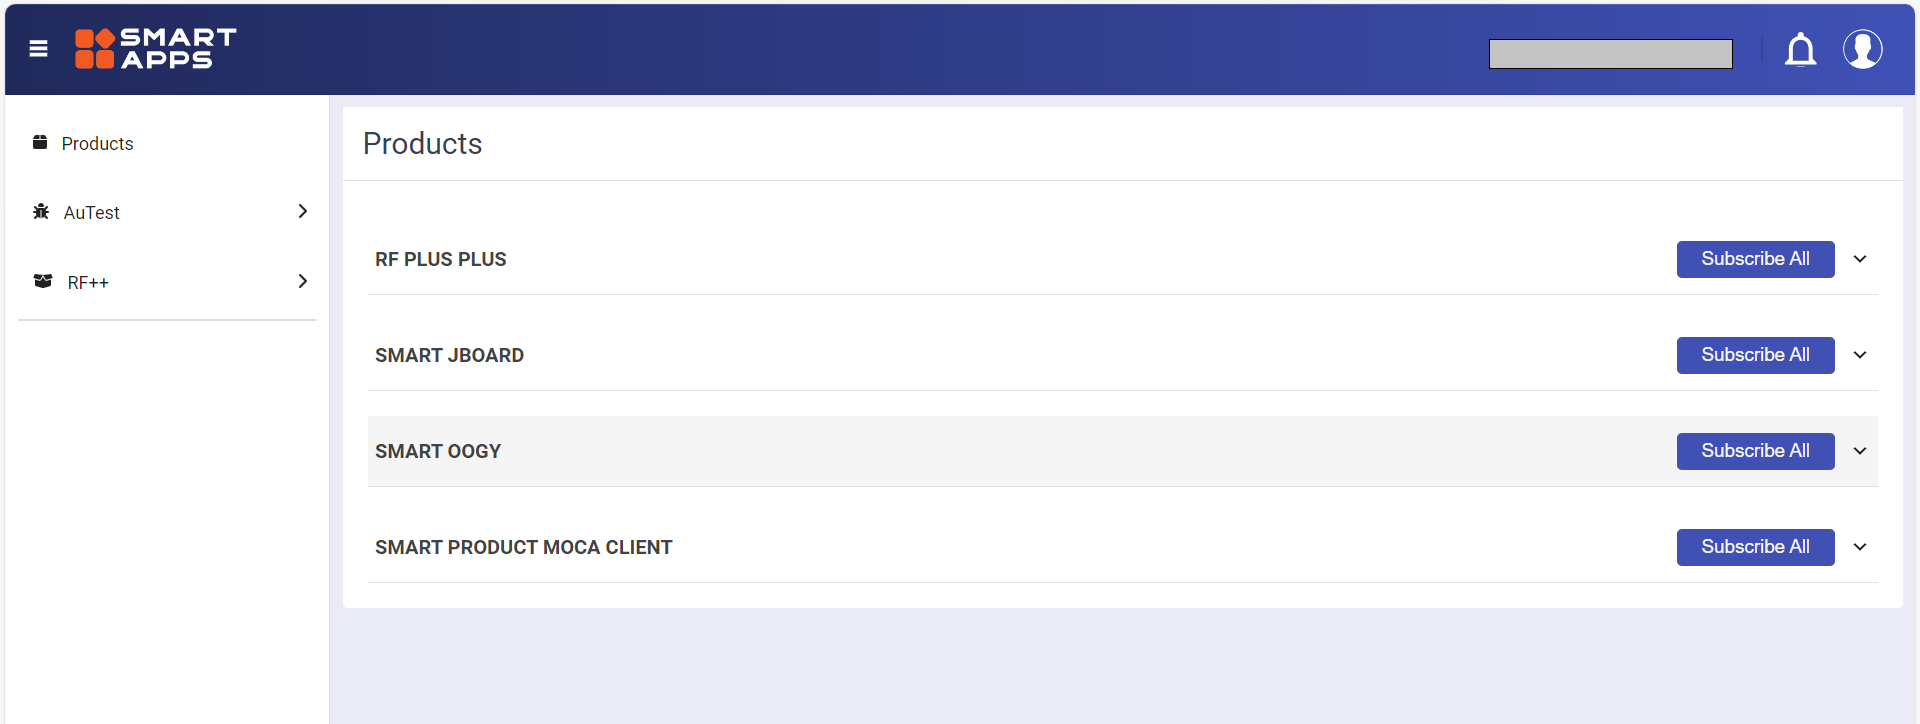 SMART
APPS
Products
AuTest
RF++
Products
RF PLUS PLUS
Subscribe All
SMART JBOARD
Subscribe All
SMART OOGY
Subscribe All
SMART PRODUCT MOCA CLIENT
Subscribe All